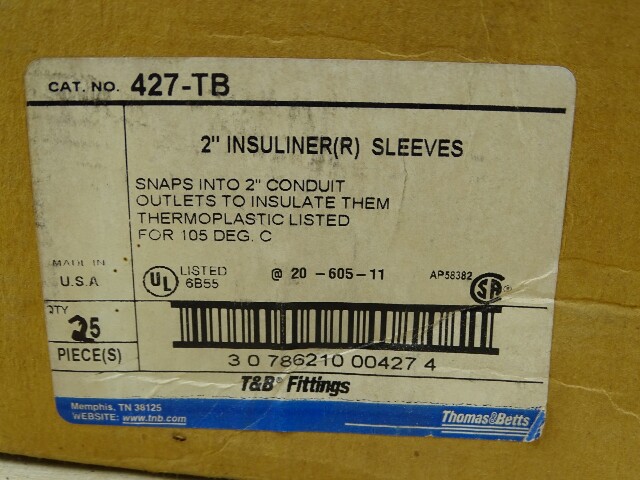 CAT. NO. 427-TB
2" INSULINER(R) SLEEVES
SNAPS INTO 2" CONDUIT
OUTLETS TO INSULATE THEM
THERMOPLASTIC LISTED
FOR 105 DEG. C
MADE IN
U.S.A
UL LISTED
6B55
@ 20-605-11
AP58382
SA®
QTY
25
PIECE(S)
3 0 786210 00427 4
T&B® Fittings
Memphis, TN 38125
WEBSITE: www.tnb.com
Thomas&Betts